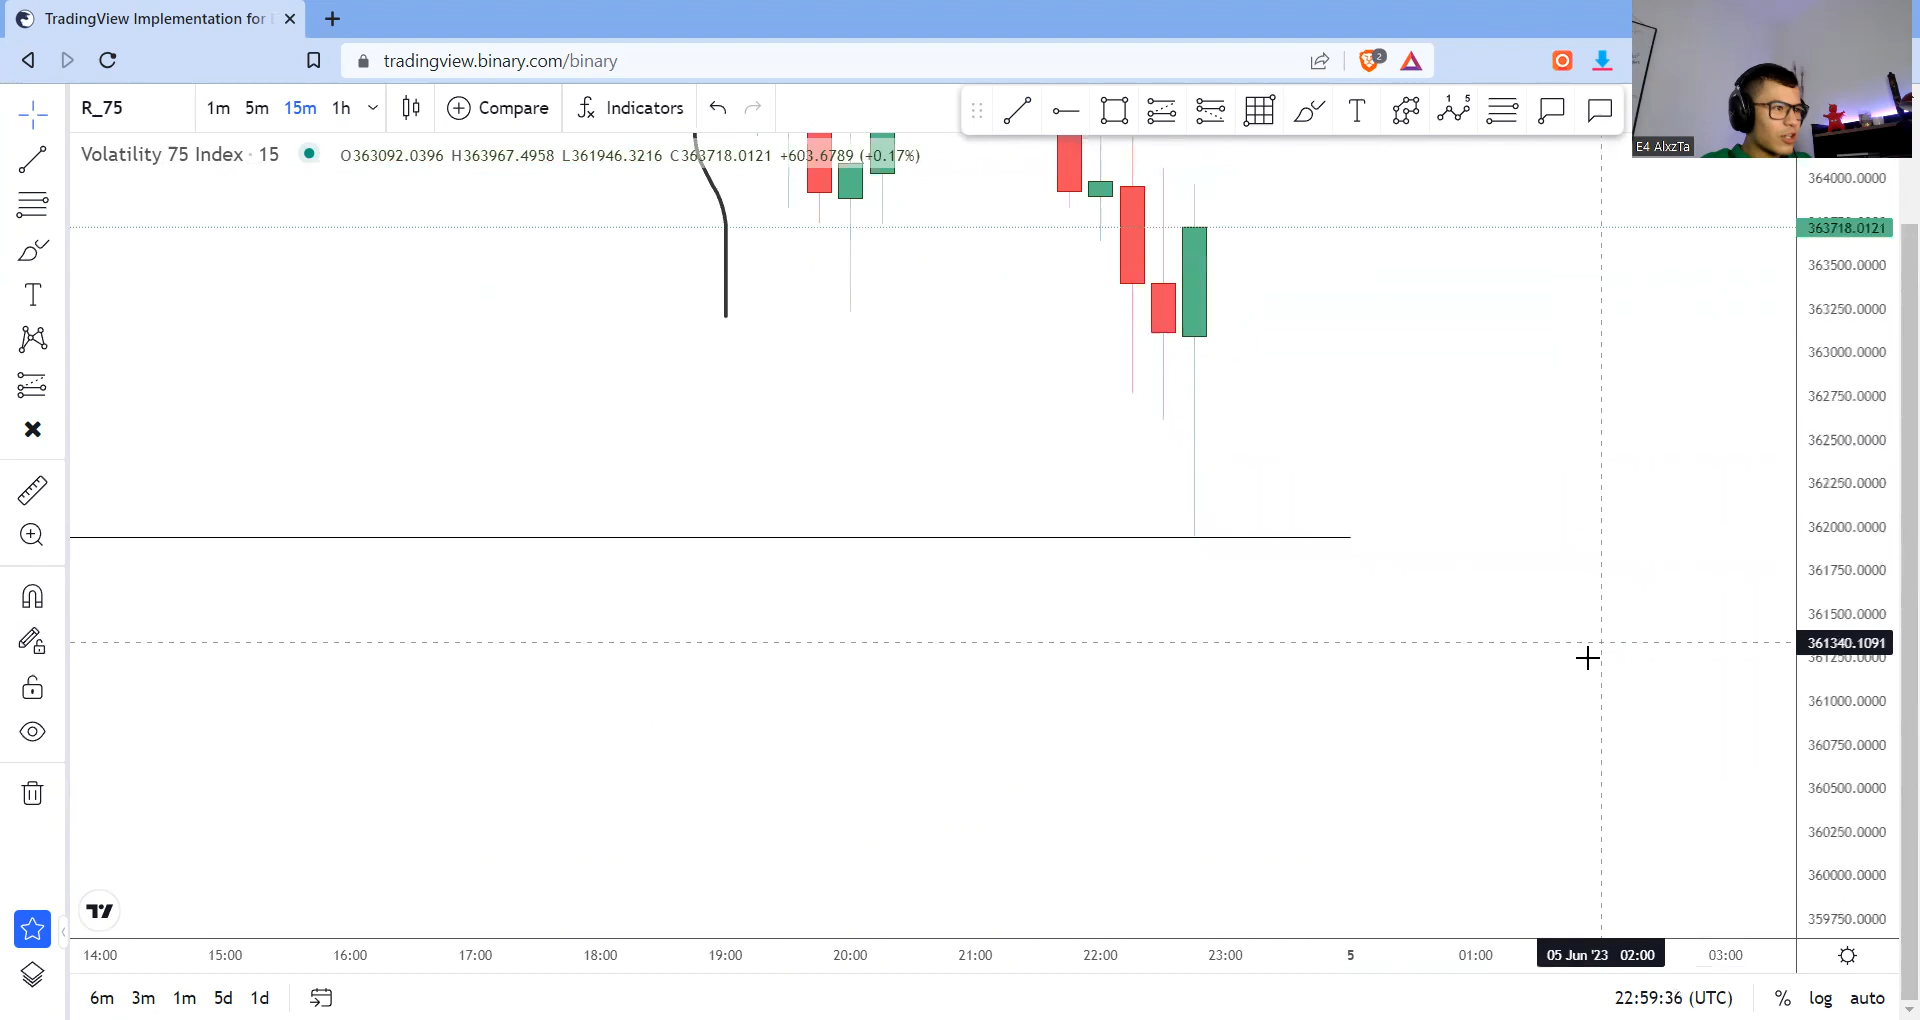 TradingView Implementation for
tradingview.binary.com/binary
2
R_75
1m 5m 15m 1h
Compare
Indicators
T
1 5
E4 AlxzTa
Volatility 75 Index · 15
O363092.0396 H363967.4958 L361946.3216 C363718.0121 +603.6789 (+0.17%)
364000.0000
363718.0121
363500.0000
363250.0000
363000.0000
362750.0000
362500.0000
362250.0000
362000.0000
361750.0000
361500.0000
361340.1091
361250.0000
361000.0000
360750.0000
360500.0000
360250.0000
360000.0000
359750.0000
14:00 15:00 16:00 17:00 18:00 19:00 20:00 21:00 22:00 23:00 5 01:00 05 Jun '23 02:00 03:00
6m 3m 1m 5d 1d
22:59:36 (UTC) % log auto